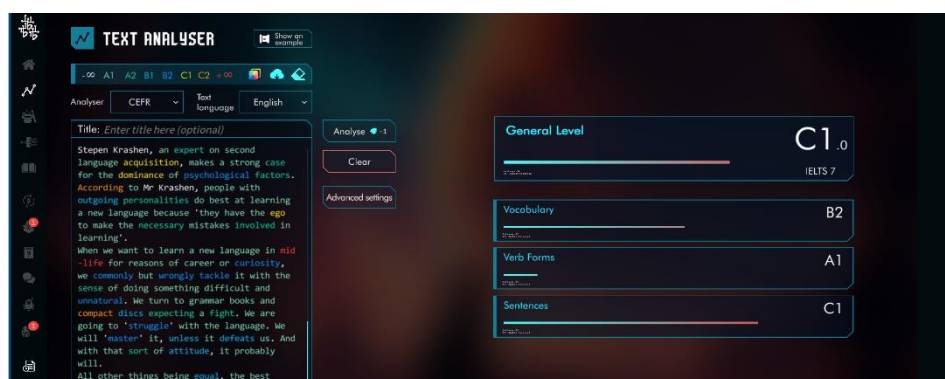 TEXT ANALYSER
Show an example
-∞ A1 A2 B1 B2 C1 C2 +∞
Analyser CEFR Text language English
Title: Enter title here (optional)
Analyse -1
Clear
Advanced settings
Stepen Krashen, an expert on second
language acquisition, makes a strong case
for the dominance of psychological factors.
According to Mr Krashen, people with
outgoing personalities do best at learning
a new language because 'they have the ego
to make the necessary mistakes involved in
learning'.
When we want to learn a new language in mid
-life for reasons of career or curiosity,
we commonly but wrongly tackle it with the
sense of doing something difficult and
unnatural. We turn to grammar books and
compact discs expecting a fight. We are
going to 'struggle' with the language. We
will 'master' it, unless it defeats us. And
with that sort of attitude, it probably
will.
All other things being equal, the best
General Level
C1.0
IELTS 7
Vocabulary B2
Verb Forms A1
Sentences C1